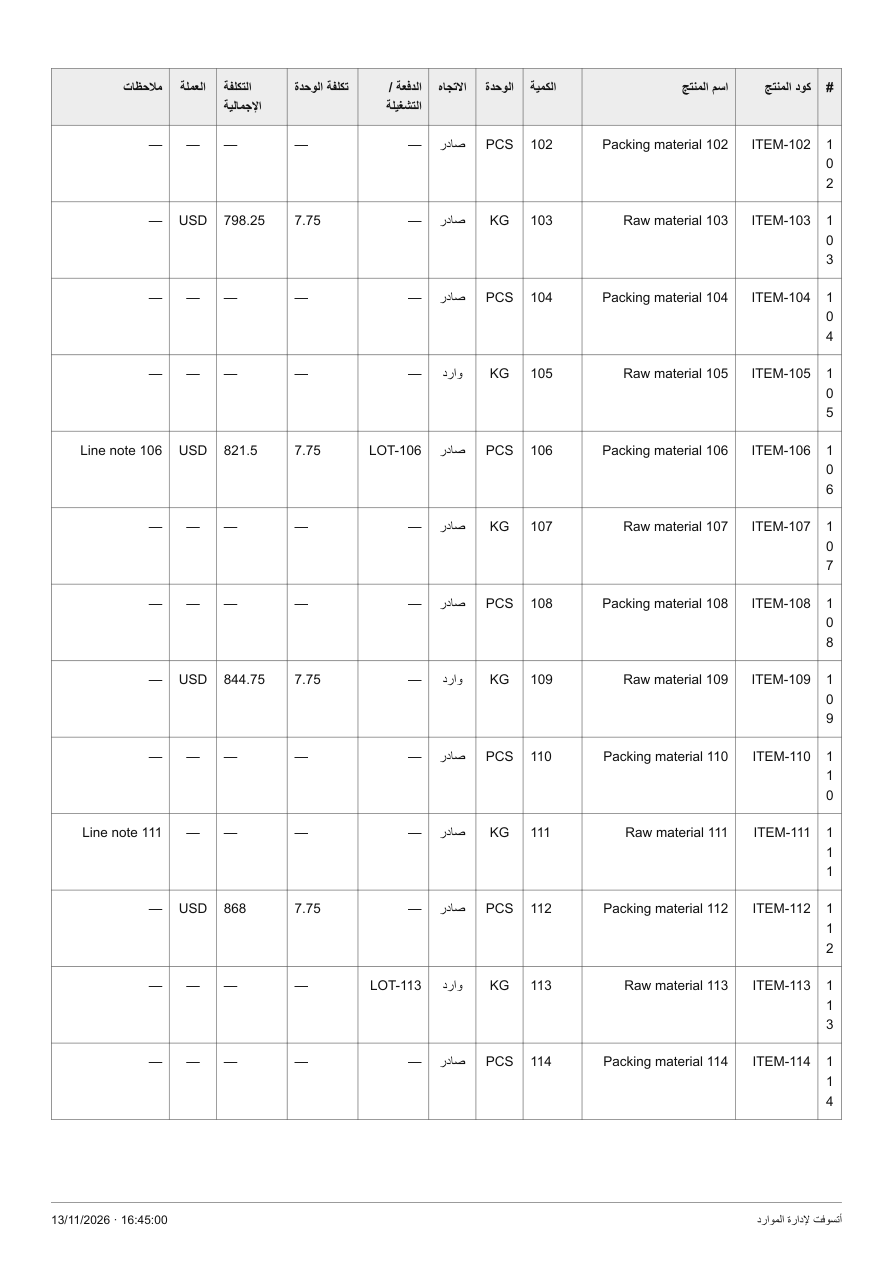 # كود المنتج اسم المنتج الكمية الوحدة الاتجاه الدفعة / التشغيلة تكلفة الوحدة التكلفة الإجمالية العملة ملاحظات
102 ITEM-102 Packing material 102 102 PCS صادر — — — — —
103 ITEM-103 Raw material 103 103 KG صادر — 7.75 798.25 USD —
104 ITEM-104 Packing material 104 104 PCS صادر — — — — —
105 ITEM-105 Raw material 105 105 KG وارد — — — — —
106 ITEM-106 Packing material 106 106 PCS صادر LOT-106 7.75 821.5 USD Line note 106
107 ITEM-107 Raw material 107 107 KG صادر — — — — —
108 ITEM-108 Packing material 108 108 PCS صادر — — — — —
109 ITEM-109 Raw material 109 109 KG وارد — 7.75 844.75 USD —
110 ITEM-110 Packing material 110 110 PCS صادر — — — — —
111 ITEM-111 Raw material 111 111 KG صادر — — — — Line note 111
112 ITEM-112 Packing material 112 112 PCS صادر — 7.75 868 USD —
113 ITEM-113 Raw material 113 113 KG وارد LOT-113 — — — —
114 ITEM-114 Packing material 114 114 PCS صادر — — — — —
أتسوفت لإدارة الموارد
13/11/2026 · 16:45:00